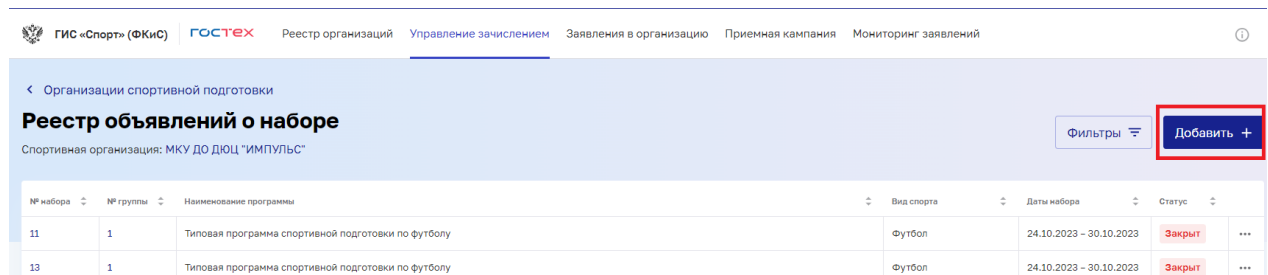 ГИС «Спорт» (ФКиС) ГОСТЕХ Реестр организаций Управление зачислением Заявления в организацию Приемная кампания Мониторинг заявлений
Организации спортивной подготовки
Реестр объявлений о наборе
Фильтры Добавить +
Спортивная организация: МКУ ДО ДЮЦ "ИМПУЛЬС"
№ набора № группы Наименование программы Вид спорта Даты набора Статус
11 1 Типовая программа спортивной подготовки по футболу Футбол 24.10.2023 – 30.10.2023 Закрыт ...
13 1 Типовая программа спортивной подготовки по футболу Футбол 24.10.2023 – 30.10.2023 Закрыт ...